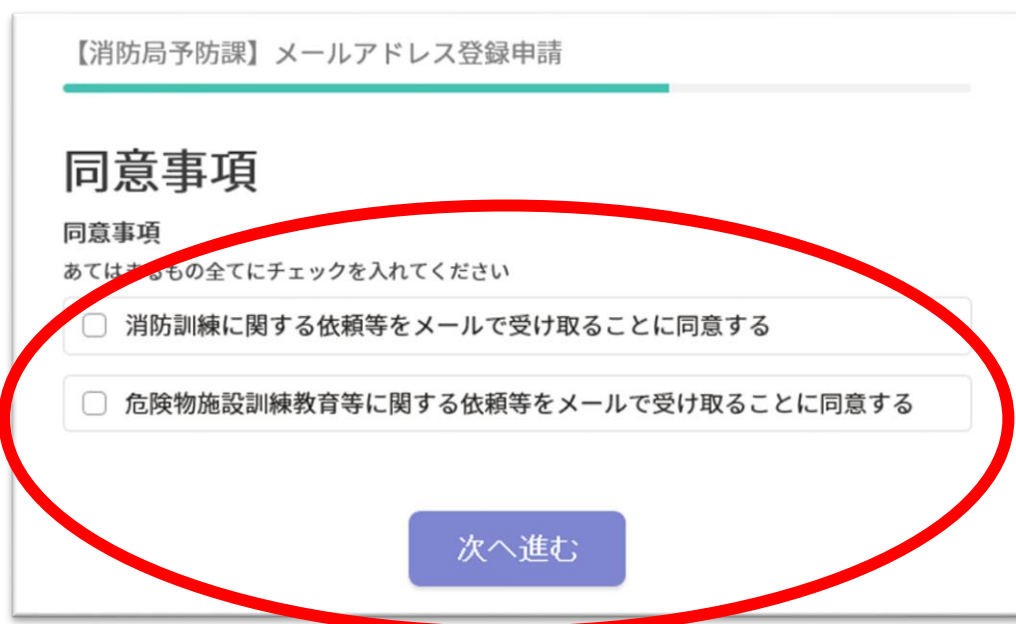 【消防局予防課】メールアドレス登録申請
同意事項
同意事項
あてはまるもの全てにチェックを入れてください
消防訓練に関する依頼等をメールで受け取ることに同意する
危険物施設訓練教育等に関する依頼等をメールで受け取ることに同意する
次へ進む